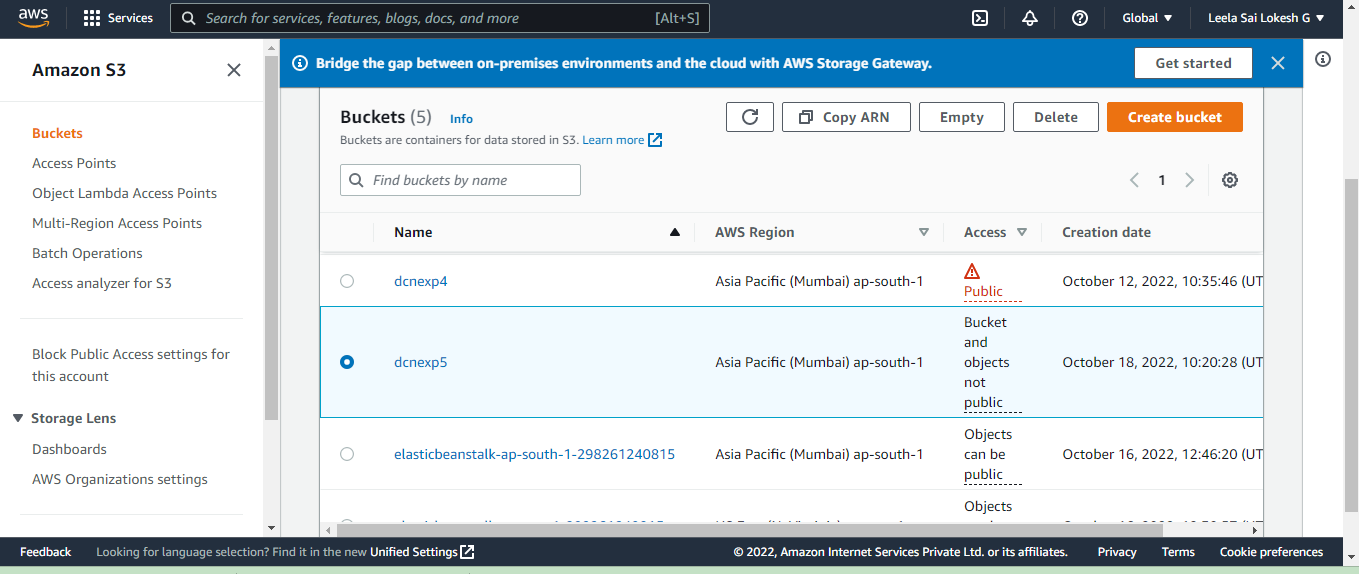 aws
Services
Search for services, features, blogs, docs, and more
[Alt+S]
Global
Leela Sai Lokesh G
Amazon S3
Buckets
Access Points
Object Lambda Access Points
Multi-Region Access Points
Batch Operations
Access analyzer for S3
Block Public Access settings for
this account
Storage Lens
Dashboards
AWS Organizations settings
Bridge the gap between on-premises environments and the cloud with AWS Storage Gateway.
Get started
Buckets (5)
Info
Buckets are containers for data stored in S3. Learn more
Copy ARN
Empty
Delete
Create bucket
Find buckets by name
1
Name
AWS Region
Access
Creation date
dcnexp4
Asia Pacific (Mumbai) ap-south-1
Public
October 12, 2022, 10:35:46 (UT
dcnexp5
Asia Pacific (Mumbai) ap-south-1
Bucket
and
objects
not
public
October 18, 2022, 10:20:28 (UT
elasticbeanstalk-ap-south-1-298261240815
Asia Pacific (Mumbai) ap-south-1
Objects
can be
public
October 16, 2022, 12:46:20 (UT
Objects
Feedback
Looking for language selection? Find it in the new Unified Settings
© 2022, Amazon Internet Services Private Ltd. or its affiliates.
Privacy
Terms
Cookie preferences